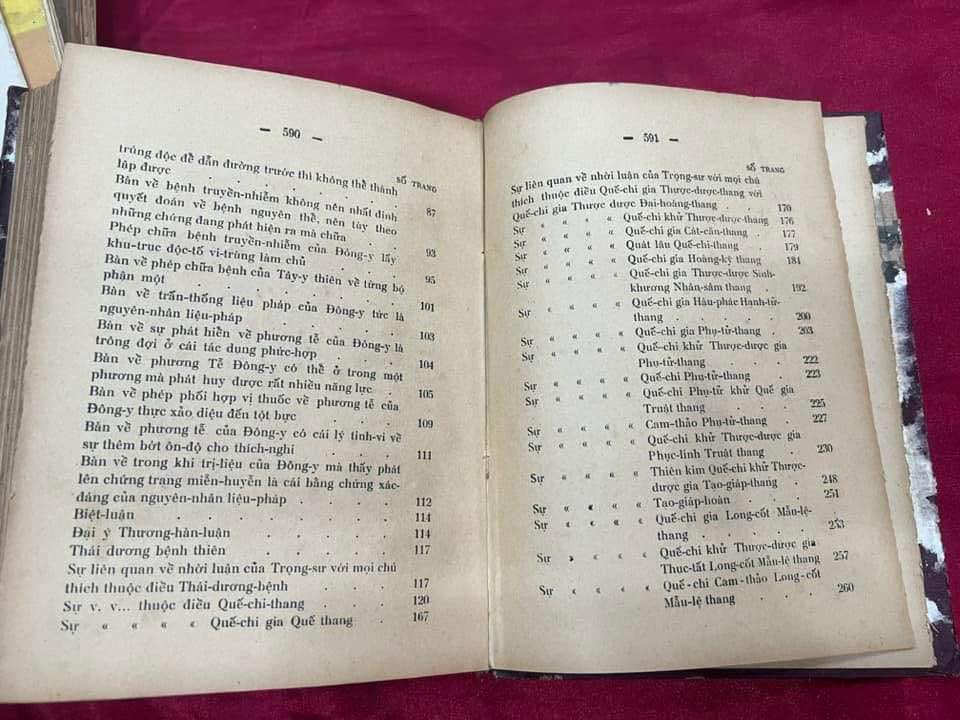 — 590 —
SỐ TRANG
trúng độc để dẫn đường trước thì không thể thánh
lập được . . . . . . . . 87
Bàn về bệnh truyền-nhiễm không nên nhất định
quyết đoán về bệnh nguyên thể, nên tùy theo
những chứng đang phát hiện ra mà chữa . . 93
Phép chữa bệnh truyền-nhiễm của Đông-y lấy
khu-truc độc-tố vi-trùng làm chủ . . . . 95
Bàn về phép chữa bệnh của Tây-y thiên về từng bộ
phận một . . . . . . . . 101
Bàn về trấn-thống liệu pháp của Đông-y tức là
nguyên-nhân liệu-pháp . . . . . 103
Bàn về sự phát hiển về phương tễ của Đông-y là
trông đợi ở cái tác dụng phức-hợp . . . . 104
Bàn về phương Tễ Đông-y có thể ở trong một
phương mà phát huy được rất nhiều năng lực . 105
Bàn về phép phối hợp vị thuốc về phương tễ của
Đông-y thực xảo diệu đến tột bực . . . . 109
Bàn về phương tễ của Đông-y có cái lý tinh-vi về
sự thêm bớt ôn-độ cho thích-nghi . . . . 111
Bàn về trong khi trị-liệu của Đông-y mà thấy phát
lên chứng trạng miễn-huyễn là cái bằng chứng xác-
đáng của nguyên-nhân liệu-pháp . . . . 112
Biệt-luận . . . . . . . . 114
Đại ý Thương-hàn-luận . . . . . 114
Thái dương bệnh thiên . . . . . 117
Sự liên quan về nhời luận của Trọng-sư với mọi chú
thích thuộc điều Thái-dương-bệnh . . . . 117
Sự v. v... thuộc điều Quế-chi-thang . . . . 120
Sự « « « « Quế-chi gia Quế thang . 167
— 591 —
SỐ TRANG
Sự liên quan về nhời luận của Trọng-sư với mọi chú
thích thuộc điều Quế-chi gia Thược-dược-thang với
Quế-chi gia Thược dược Đại-hoàng-thang . . 170
Sự « « « « Quế-chi khử Thược-dược-thang 176
Sự « « « « Quế-chi gia Cát-căn-thang . 177
Sự « « « « Quát lâu Quế-chi-thang . 179
Sự « « « « Quế-chi gia Hoàng-kỳ thang . 184
Sự « « « « Quế-chi gia Thược-dược Sinh-
khương Nhân-sâm thang . . 192
Sự « « « « Quế-chi gia Hậu-phác Hạnh-tử-
thang . . . . . 200
Sự « « « « Quế-chi gia Phụ-tử-thang . 203
Sự « « « « Quế-chi khử Thược-dược gia
Phụ-tử-thang . . . . 222
Sự « « « « Quế-chi Phụ-tử-thang . . 223
Sự « « « « Quế-chi Phụ-tử khử Quế gia
Truật thang . . . . 225
Sự « « « « Cam-thảo Phụ-tử-thang . . 227
Sự « « « « Quế-chi khử Thược-dược gia
Phục-linh Truật thang . . 230
Sự « « « « Thiên kim Quế-chi khử Thược-
dược gia Tạo-giáp-thang . . 248
Sự « « « « Tạo-giáp-hoàn . . . 251
Sự « « « « Quế-chi gia Long-cốt Mẫu-lệ-
thang . . . . . 253
Sự « « « « Quế-chi khử Thược-dược gia
Thuc-tất Long-cốt Mẫu-lệ thang 257
Sự « « « « Quế-chi Cam-thảo Long-cốt
Mẫu-lệ thang . . . . 260